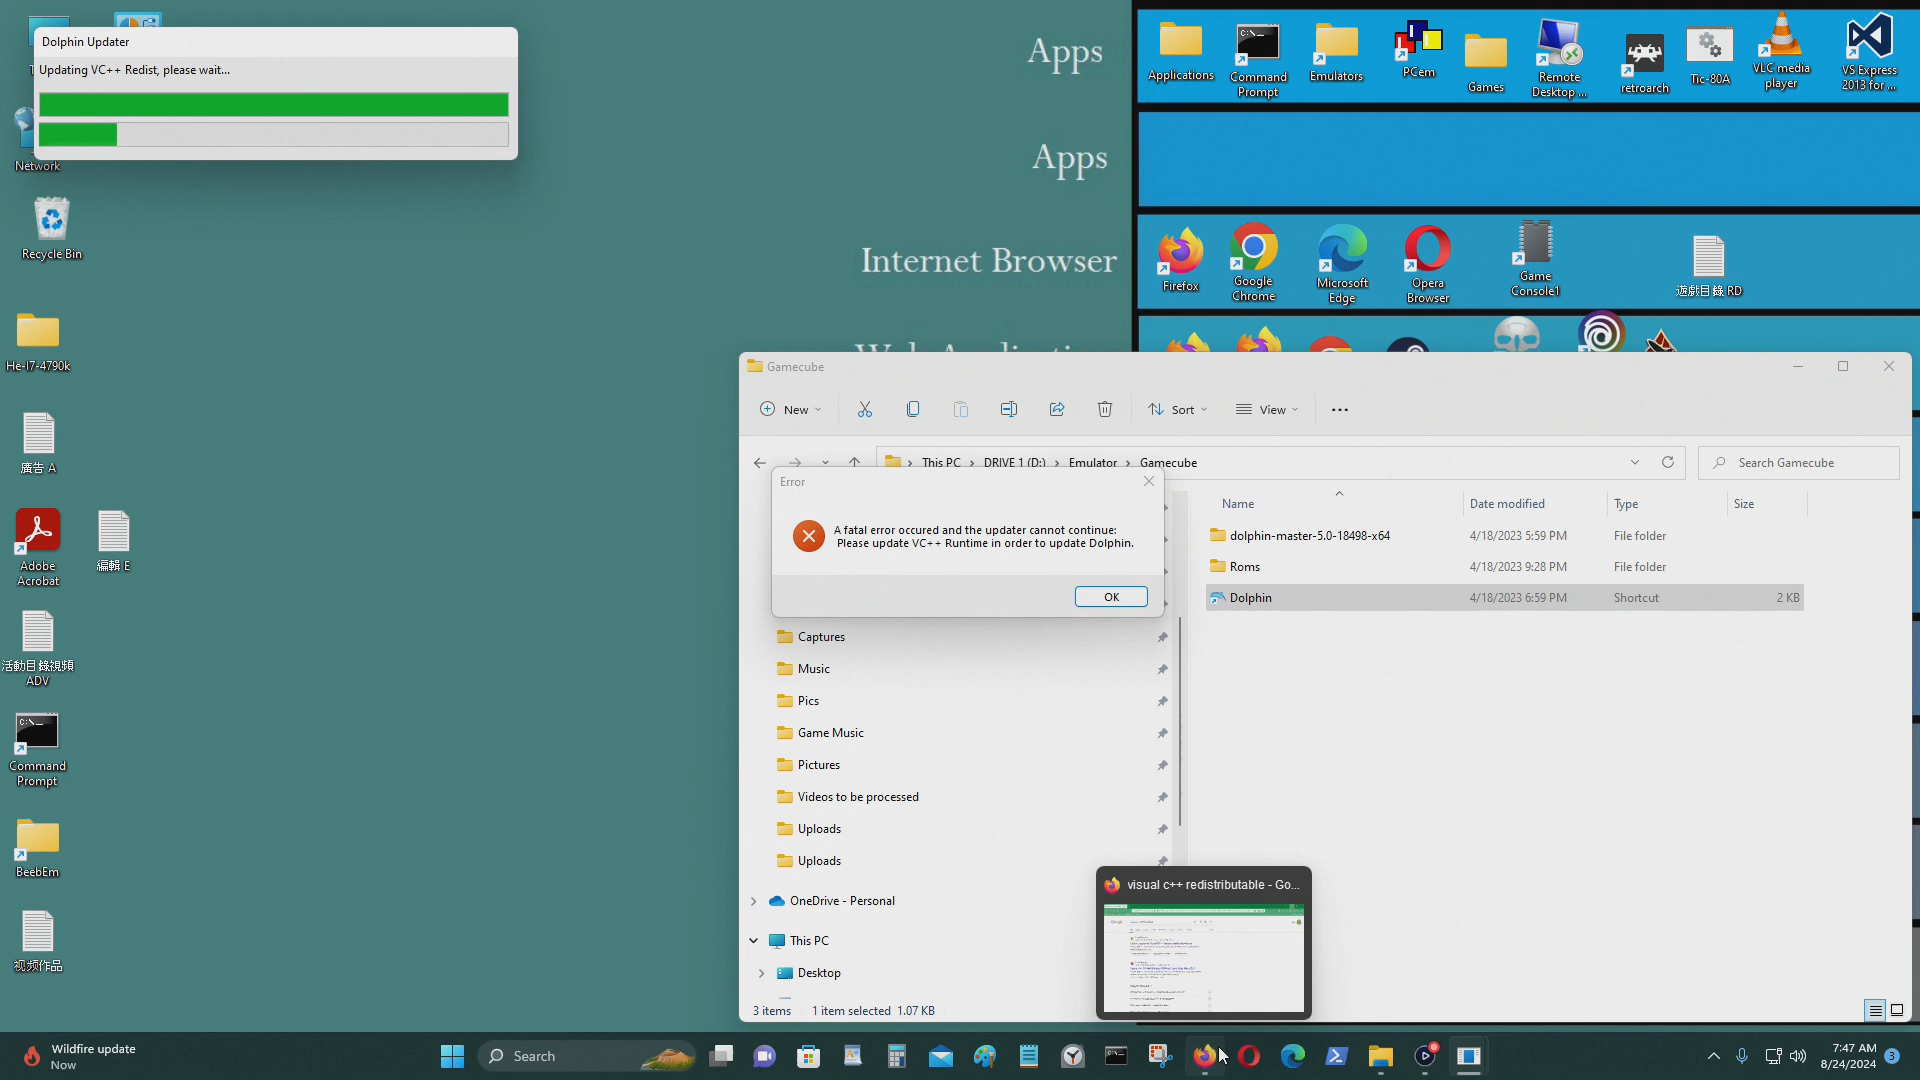 Dolphin Updater
Updating VC++ Redist, please wait...
Network
Recycle Bin
He-I7-4790k
廣告 A
Adobe
Acrobat
編輯 E
活動目錄視頻
ADV
Command
Prompt
BeebEm
视频作品
Apps
Apps
Internet Browser
Applications
Command
Prompt
Emulators
PCem
Games
Remote
Desktop ...
retroarch
Tic-80A
VLC media
player
VS Express
2013 for ...
Firefox
Google
Chrome
Microsoft
Edge
Opera
Browser
Game
Console1
遊戲目錄 RD
Gamecube
New
Sort
View
This PC > DRIVE 1 (D:) > Emulator > Gamecube
Search Gamecube
Error
A fatal error occured and the updater cannot continue:
Please update VC++ Runtime in order to update Dolphin.
OK
Name Date modified Type Size
dolphin-master-5.0-18498-x64 4/18/2023 5:59 PM File folder
Roms 4/18/2023 9:28 PM File folder
Dolphin 4/18/2023 6:59 PM Shortcut 2 KB
Captures
Music
Pics
Game Music
Pictures
Videos to be processed
Uploads
Uploads
OneDrive - Personal
This PC
Desktop
3 items 1 item selected 1.07 KB
visual c++ redistributable - Go...
Wildfire update
Now
Search
7:47 AM
8/24/2024
3